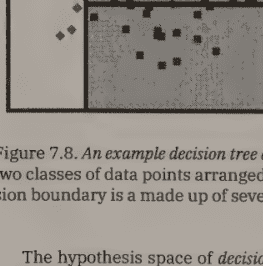 Figure 7.8. An example decision tree
two classes of data points arranged
sion boundary is a made up of seve
The hypothesis space of decisio